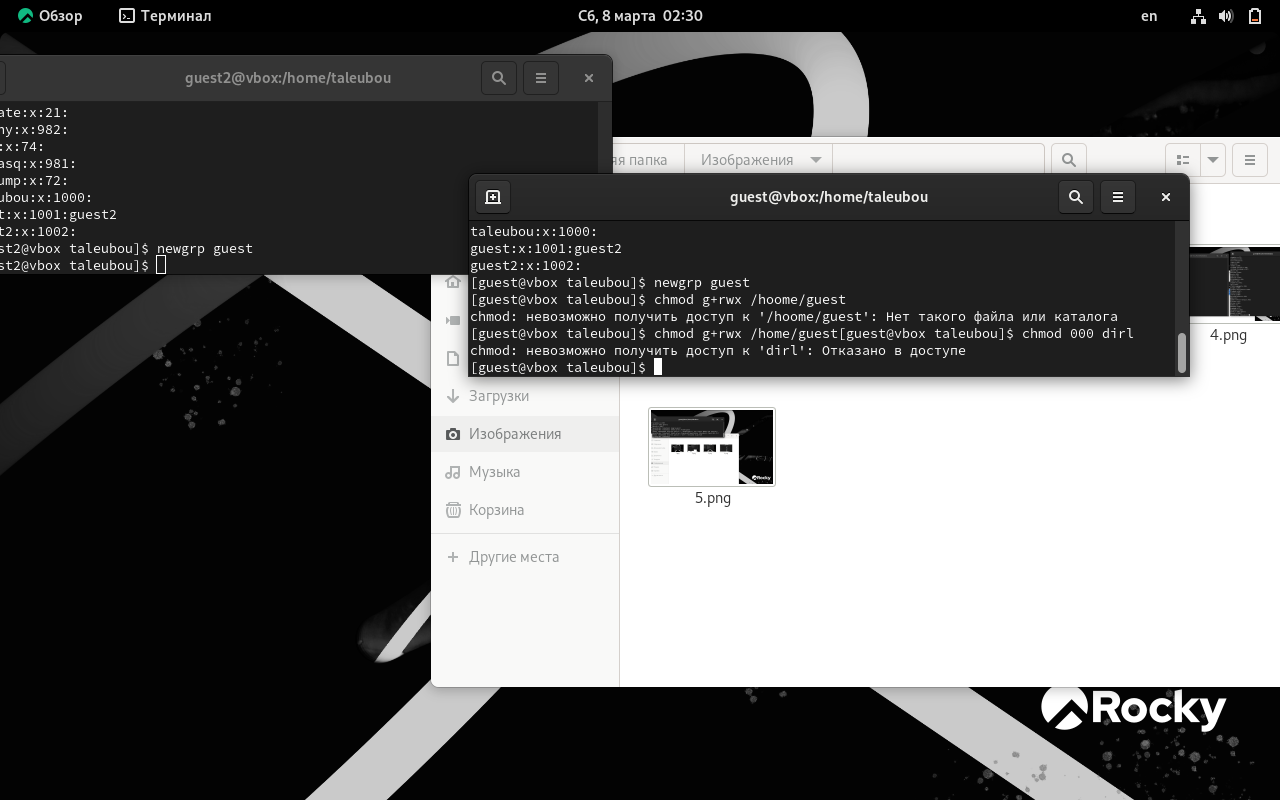 Обзор
Терминал
Сб, 8 марта 02:30
en
guest2@vbox:/home/taleubou
ate:x:21:
ny:x:982:
:x:74:
asq:x:981:
ump:x:72:
ubou:x:1000:
t:x:1001:guest2
t2:x:1002:
st2@vbox taleubou]$ newgrp guest
st2@vbox taleubou]$
яя папка
Изображения
guest@vbox:/home/taleubou
taleubou:x:1000:
guest:x:1001:guest2
guest2:x:1002:
[guest@vbox taleubou]$ newgrp guest
[guest@vbox taleubou]$ chmod g+rwx /hoome/guest
chmod: невозможно получить доступ к '/hoome/guest': Нет такого файла или каталога
[guest@vbox taleubou]$ chmod g+rwx /home/guest[guest@vbox taleubou]$ chmod 000 dirl
chmod: невозможно получить доступ к 'dirl': Отказано в доступе
[guest@vbox taleubou]$
4.png
Загрузки
Изображения
Музыка
Корзина
Другие места
5.png
Rocky